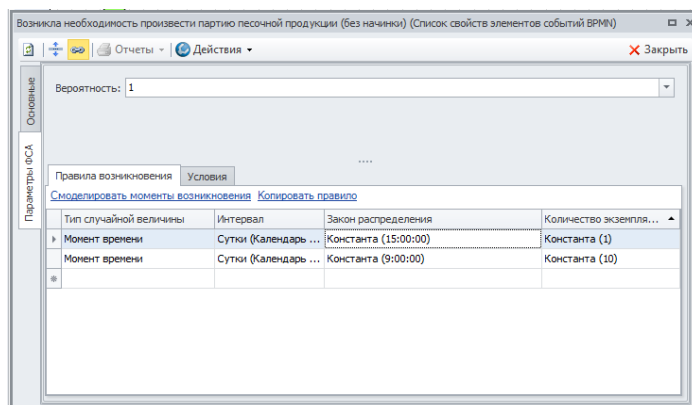 Возникла необходимость произвести партию песочной продукции (без начинки) (Список свойств элементов событий BPMN)
Отчеты Действия Закрыть
Основные
Параметры ФСА
Вероятность: 1
Правила возникновения Условия
Смоделировать моменты возникновения Копировать правило
Тип случайной величины Интервал Закон распределения Количество экземпля...
Момент времени Сутки (Календарь ... Константа (15:00:00) Константа (1)
Момент времени Сутки (Календарь ... Константа (9:00:00) Константа (10)